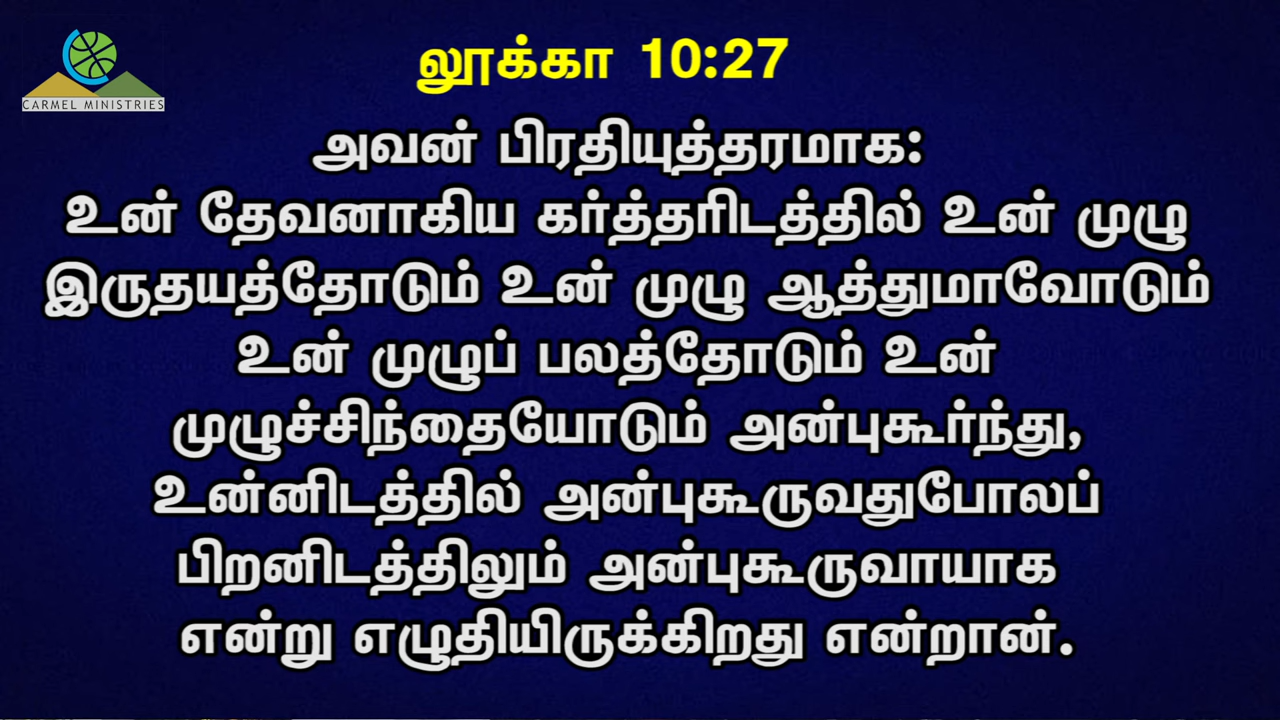 CARMEL MINISTRIES
லூக்கா 10:27
அவன் பிரதியுத்தரமாக:
உன் தேவனாகிய கர்த்தரிடத்தில் உன் முழு
இருதயத்தோடும் உன் முழு ஆத்துமாவோடும்
உன் முழுப் பலத்தோடும் உன்
முழுச்சிந்தையோடும் அன்புகூர்ந்து,
உன்னிடத்தில் அன்புகூருவதுபோலப்
பிறனிடத்திலும் அன்புகூருவாயாக
என்று எழுதியிருக்கிறது என்றான்.